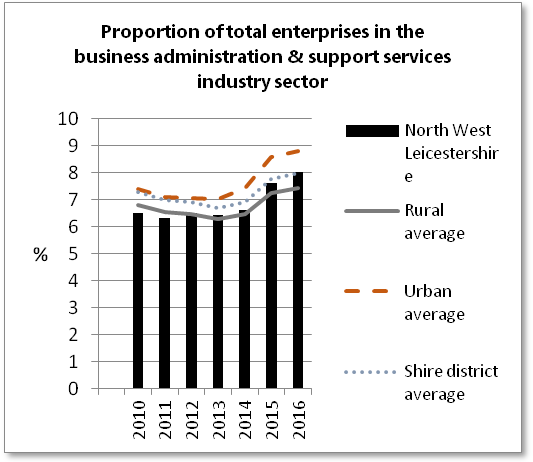 Proportion of total enterprises in the
business administration & support services
industry sector
10
9
8
7
6
5
4
3
2
1
0
%
2010
2011
2012
2013
2014
2015
2016
North West
Leicestershir
e
Rural
average
Urban
average
Shire district
average